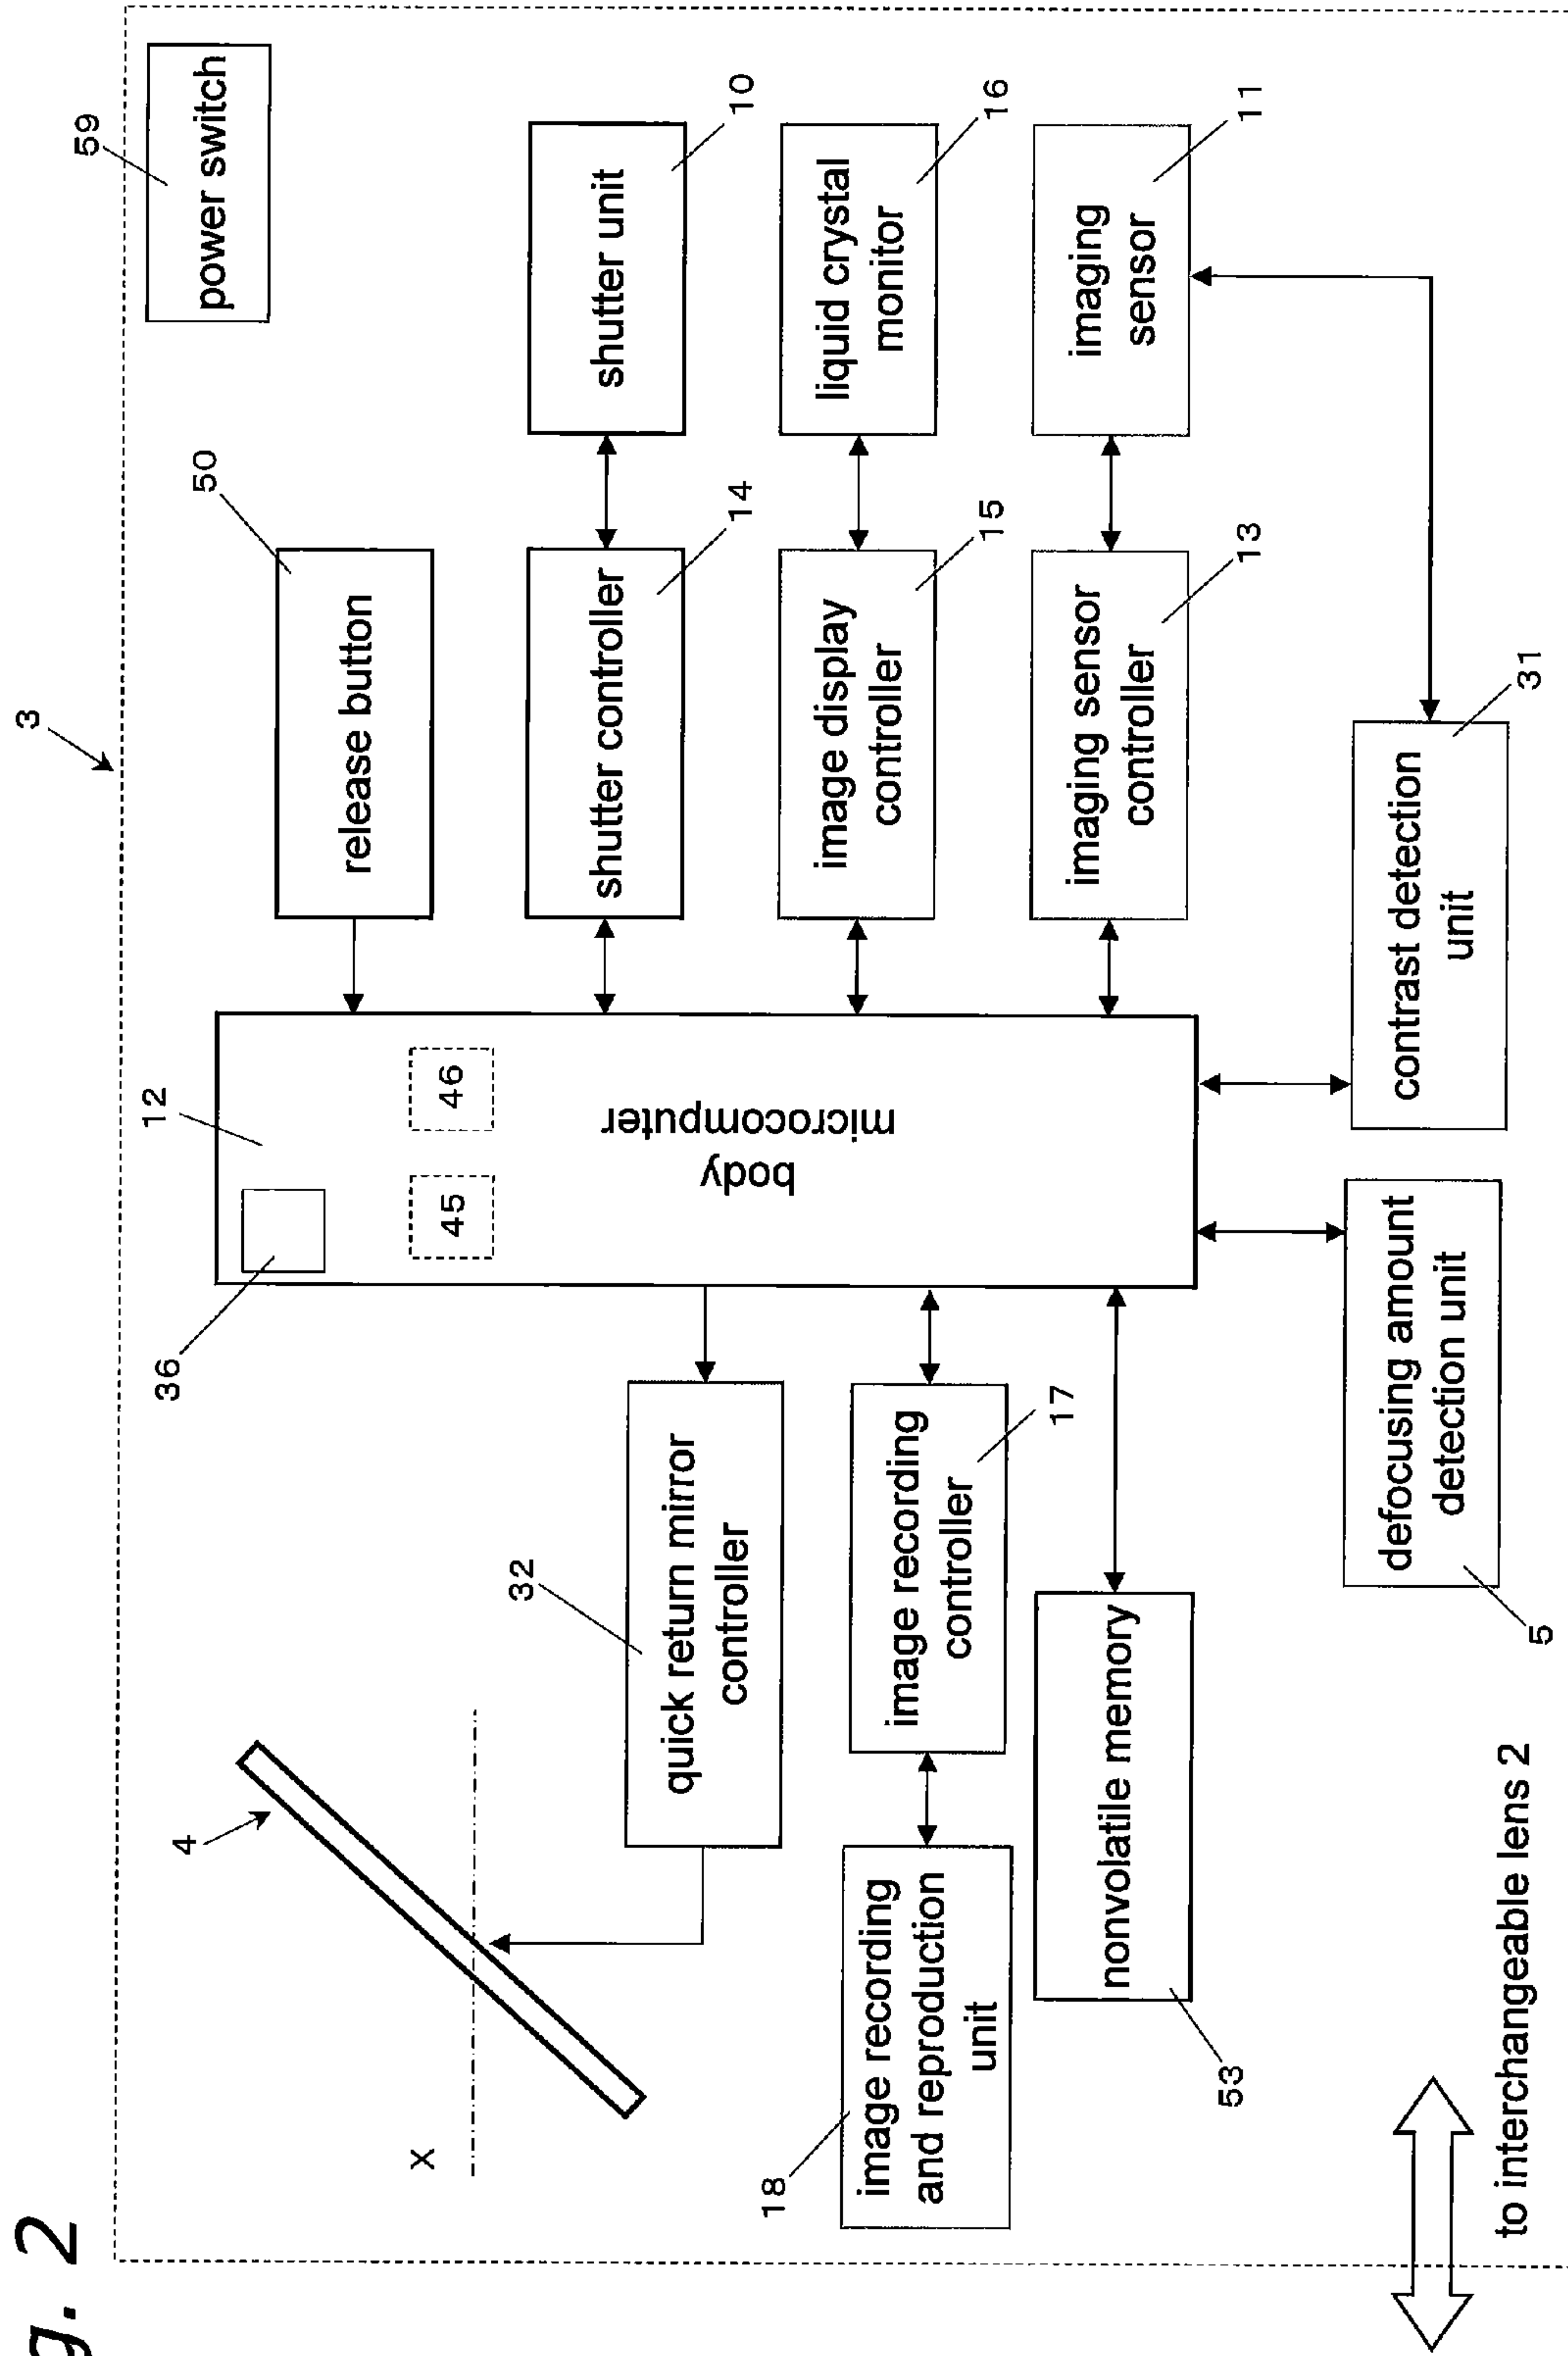 g. 2
3
59
power switch
4
X
36
12
45
46
body
microcomputer
50
release button
32
quick return mirror
controller
shutter controller
14
shutter unit
10
18
image recording
and reproduction
unit
image recording
controller
17
image display
controller
15
liquid crystal
monitor
16
53
nonvolatile memory
imaging sensor
controller
13
imaging
sensor
11
5
defocusing amount
detection unit
contrast detection
unit
31
to interchangeable lens 2